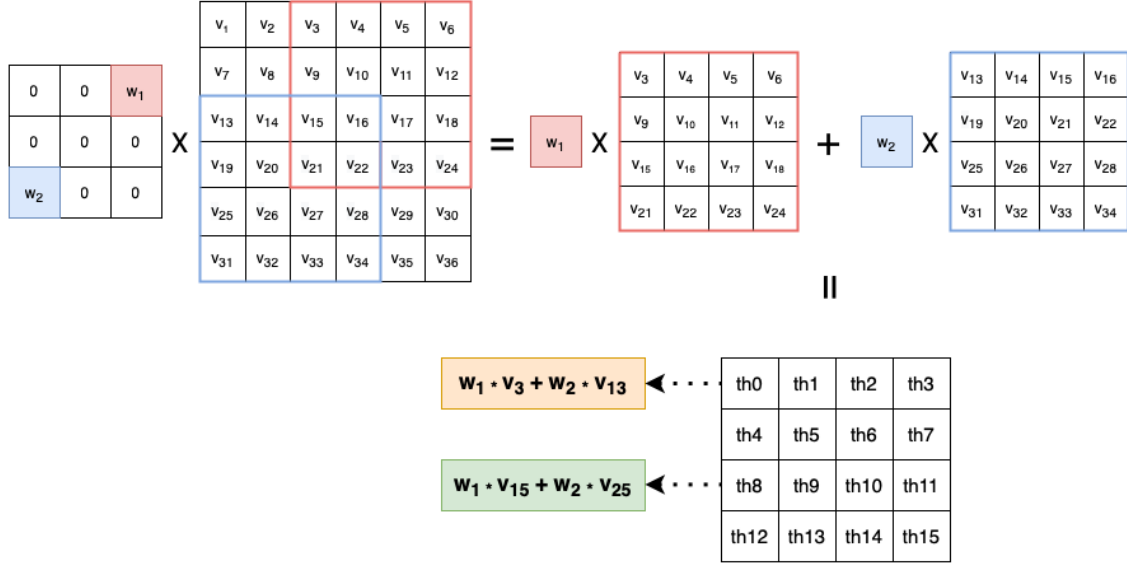 0 0 w₁
0 0 0
w₂ 0 0
X
v₁ v₂ v₃ v₄ v₅ v₆
v₇ v₈ v₉ v₁₀ v₁₁ v₁₂
v₁₃ v₁₄ v₁₅ v₁₆ v₁₇ v₁₈
v₁₉ v₂₀ v₂₁ v₂₂ v₂₃ v₂₄
v₂₅ v₂₆ v₂₇ v₂₈ v₂₉ v₃₀
v₃₁ v₃₂ v₃₃ v₃₄ v₃₅ v₃₆
=
w₁ X
v₃ v₄ v₅ v₆
v₉ v₁₀ v₁₁ v₁₂
v₁₅ v₁₆ v₁₇ v₁₈
v₂₁ v₂₂ v₂₃ v₂₄
+
w₂ X
v₁₃ v₁₄ v₁₅ v₁₆
v₁₉ v₂₀ v₂₁ v₂₂
v₂₅ v₂₆ v₂₇ v₂₈
v₃₁ v₃₂ v₃₃ v₃₄
=
w₁ * v₃ + w₂ * v₁₃
w₁ * v₁₅ + w₂ * v₂₅
th0 th1 th2 th3
th4 th5 th6 th7
th8 th9 th10 th11
th12 th13 th14 th15